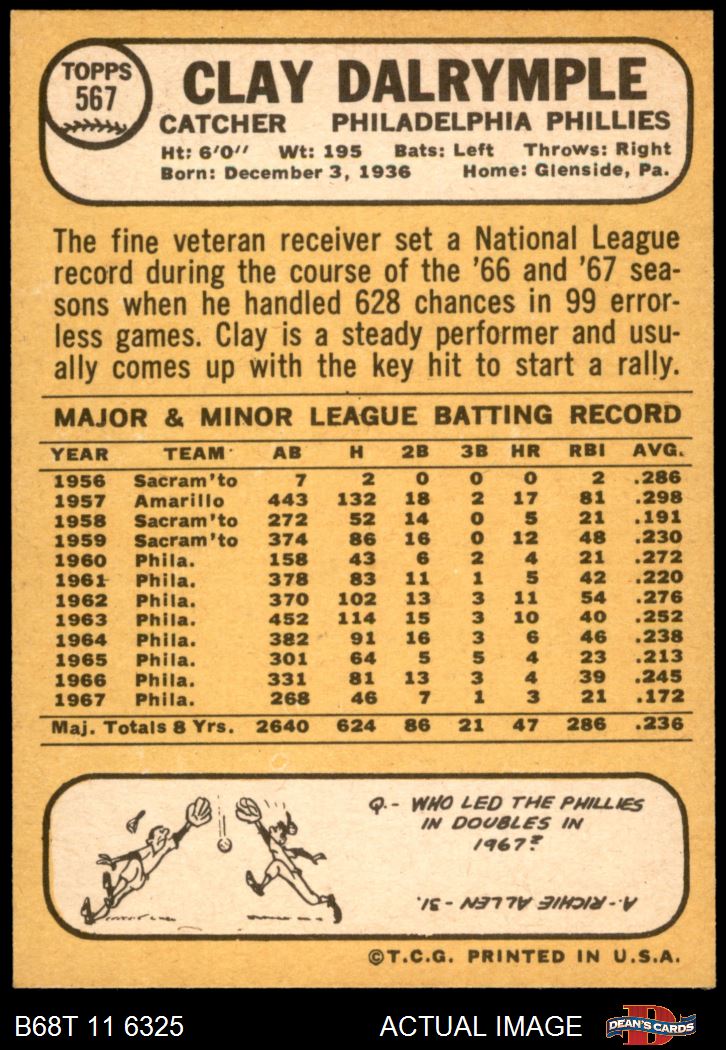 TOPPS
567
CLAY DALRYMPLE
CATCHER PHILADELPHIA PHILLIES
Ht: 6'0" Wt: 195 Bats: Left Throws: Right
Born: December 3, 1936 Home: Glenside, Pa.
The fine veteran receiver set a National League
record during the course of the '66 and '67 sea-
sons when he handled 628 chances in 99 error-
less games. Clay is a steady performer and usu-
ally comes up with the key hit to start a rally.
MAJOR & MINOR LEAGUE BATTING RECORD
YEAR TEAM AB H 2B 3B HR RBI AVG.
1956 Sacram'to 7 2 0 0 0 2 .286
1957 Amarillo 443 132 18 2 17 81 .298
1958 Sacram'to 272 52 14 0 5 21 .191
1959 Sacram'to 374 86 16 0 12 48 .230
1960 Phila. 158 43 6 2 4 21 .272
1961 Phila. 378 83 11 1 5 42 .220
1962 Phila. 370 102 13 3 11 54 .276
1963 Phila. 452 114 15 3 10 40 .252
1964 Phila. 382 91 16 3 6 46 .238
1965 Phila. 301 64 5 5 4 23 .213
1966 Phila. 331 81 13 3 4 39 .245
1967 Phila. 268 46 7 1 3 21 .172
Maj. Totals 8 Yrs. 2640 624 86 21 47 286 .236
Q.- WHO LED THE PHILLIES
IN DOUBLES IN
1967?
A.- RICHIE ALLEN - 31.
©T.C.G. PRINTED IN U.S.A.
B68T 11 6325 ACTUAL IMAGE D DEAN'S CARDS